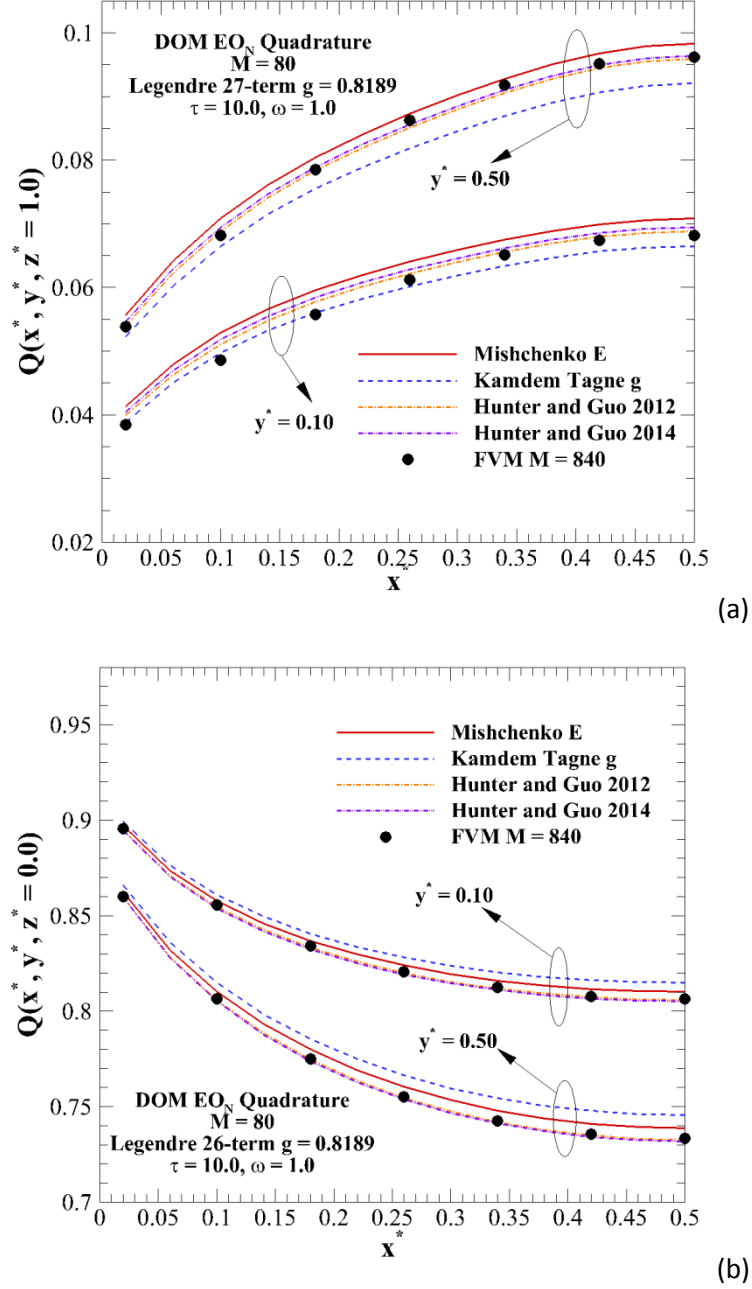 DOM EO_N Quadrature
M = 80
Legendre 27-term g = 0.8189
τ = 10.0, ω = 1.0
y* = 0.50
y* = 0.10
Mishchenko E
Kamdem Tagne g
Hunter and Guo 2012
Hunter and Guo 2014
FVM M = 840
Q(x*, y*, z* = 1.0)
0.1
0.08
0.06
0.04
0.02
0 0.05 0.1 0.15 0.2 0.25 0.3 0.35 0.4 0.45 0.5
x*
(a)
Mishchenko E
Kamdem Tagne g
Hunter and Guo 2012
Hunter and Guo 2014
FVM M = 840
y* = 0.10
y* = 0.50
DOM EO_N Quadrature
M = 80
Legendre 26-term g = 0.8189
τ = 10.0, ω = 1.0
Q(x*, y*, z* = 0.0)
0.95
0.9
0.85
0.8
0.75
0.7
0 0.05 0.1 0.15 0.2 0.25 0.3 0.35 0.4 0.45 0.5
x*
(b)